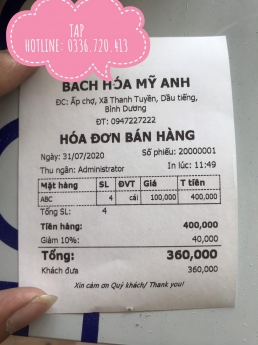 TAP
HOTLINE: 0336.720.413
BÁCH HÓA MỸ ANH
ĐC: Ấp chợ, Xã Thanh Tuyền, Dầu tiếng,
Bình Dương
ĐT: 0947227222
HÓA ĐƠN BÁN HÀNG
Ngày: 31/07/2020 Số phiếu: 20000001
Thu ngân: Administrator In lúc: 11:49
Mặt hàng SL ĐVT Giá T tiền
ABC 4 cái 100,000 400,000
Tổng SL: 4
Tiền hàng: 400,000
Giảm 10%: 40,000
Tổng: 360,000
Khách đưa 360,000
Xin cảm ơn Quý khách/ Thank you!